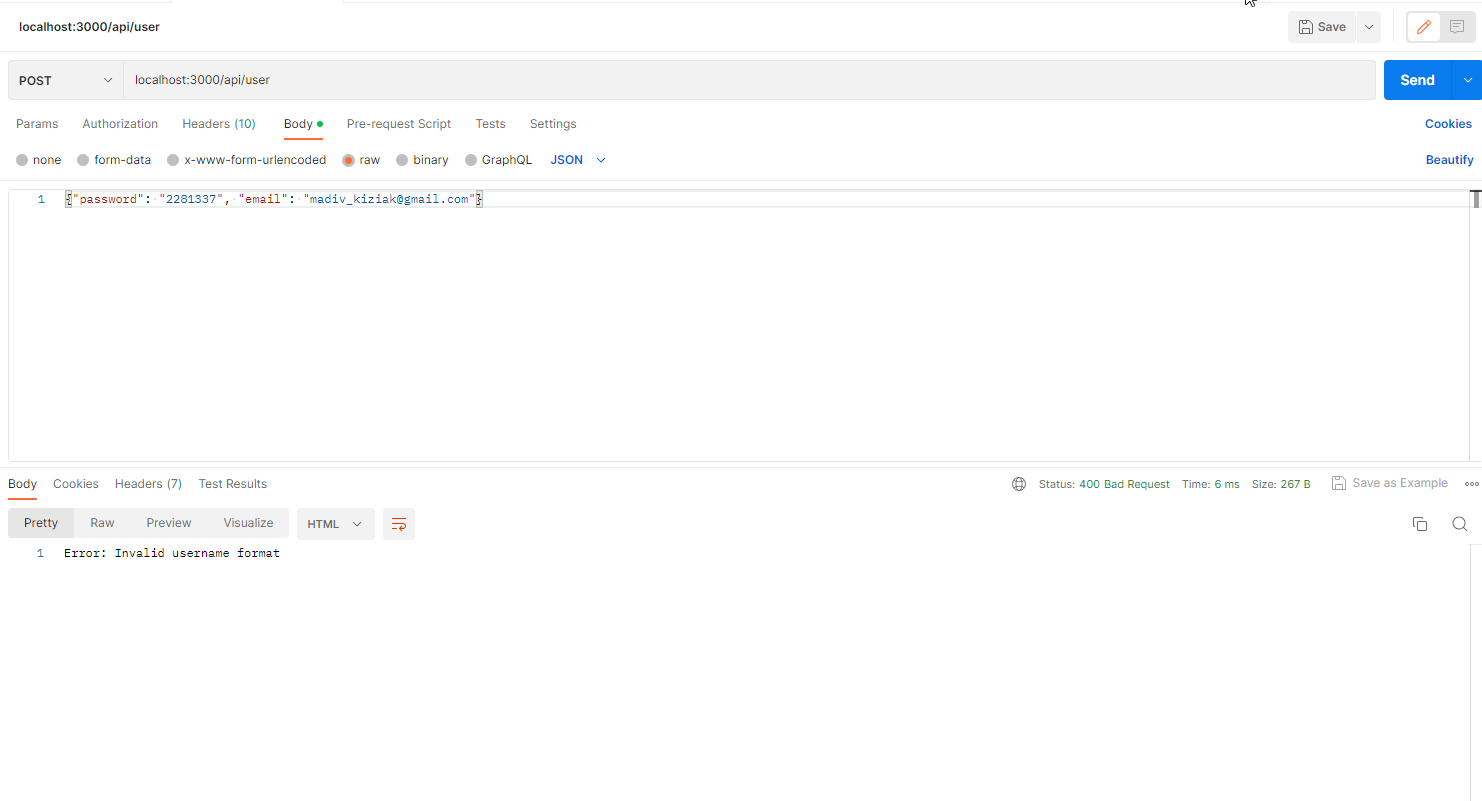 localhost:3000/api/user
Save
POST
localhost:3000/api/user
Send
Params Authorization Headers (10) Body Pre-request Script Tests Settings Cookies
none form-data x-www-form-urlencoded raw binary GraphQL JSON Beautify
1 {"password": "2281337", "email": "madiv_kiziak@gmail.com"}
Body Cookies Headers (7) Test Results Status: 400 Bad Request Time: 6 ms Size: 267 B Save as Example
Pretty Raw Preview Visualize HTML
1 Error: Invalid username format